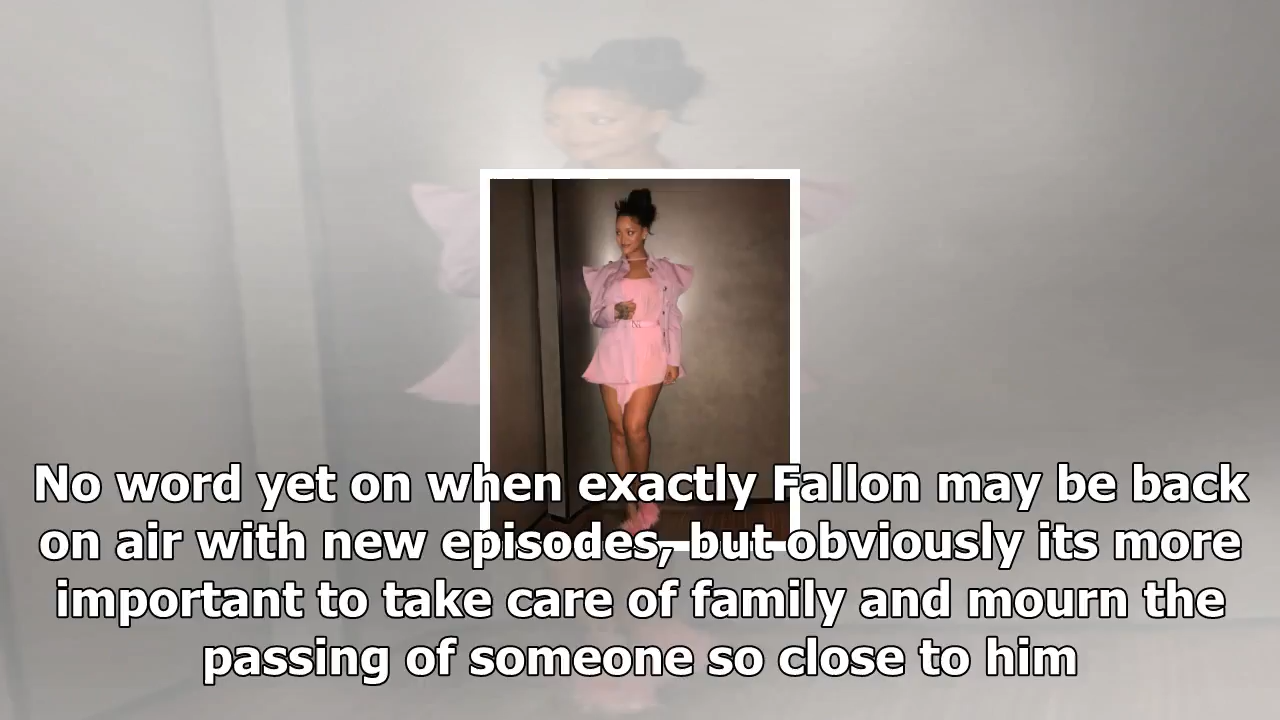 No word yet on when exactly Fallon may be back
on air with new episodes, but obviously its more
important to take care of family and mourn the
passing of someone so close to him